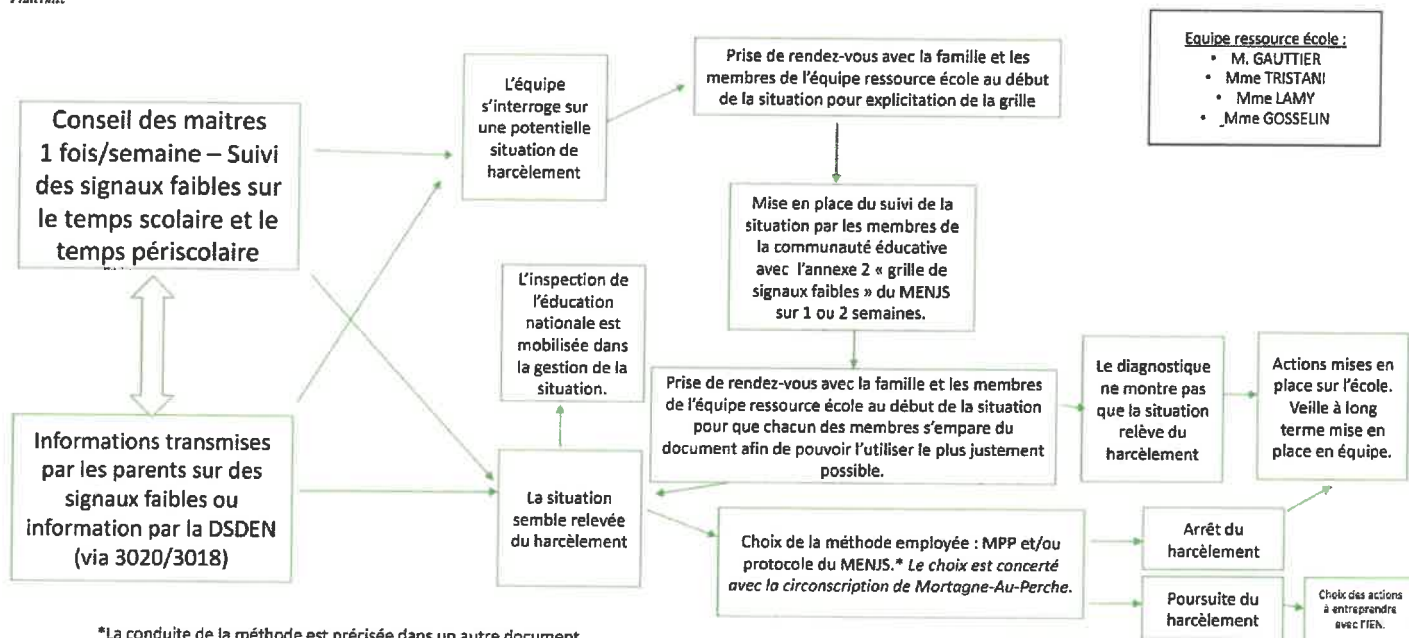 Equipe ressource école :
• M. GAUTTIER
• Mme TRISTANI
• Mme LAMY
• _Mme GOSSELIN
Conseil des maitres
1 fois/semaine – Suivi
des signaux faibles sur
le temps scolaire et le
temps périscolaire
Informations transmises
par les parents sur des
signaux faibles ou
information par la DSDEN
(via 3020/3018)
L'équipe
s'interroge sur
une potentielle
situation de
harcèlement
L'inspection de
l'éducation
nationale est
mobilisée dans
la gestion de la
situation.
La situation
semble relevée
du harcèlement
Prise de rendez-vous avec la famille et les
membres de l'équipe ressource école au début
de la situation pour explicitation de la grille
Mise en place du suivi de la
situation par les membres de
la communauté éducative
avec l'annexe 2 « grille de
signaux faibles » du MENJS
sur 1 ou 2 semaines.
Prise de rendez-vous avec la famille et les membres
de l'équipe ressource école au début de la situation
pour que chacun des membres s'empare du
document afin de pouvoir l'utiliser le plus justement
possible.
Le diagnostique
ne montre pas
que la situation
relève du
harcèlement
Actions mises en
place sur l'école.
Veille à long
terme mise en
place en équipe.
Choix de la méthode employée : MPP et/ou
protocole du MENJS.* Le choix est concerté
avec la circonscription de Mortagne-Au-Perche.
Arrêt du
harcèlement
Poursuite du
harcèlement
Choix des actions
à entreprendre
avec l'IEN.
*La conduite de la méthode est précisée dans un autre document